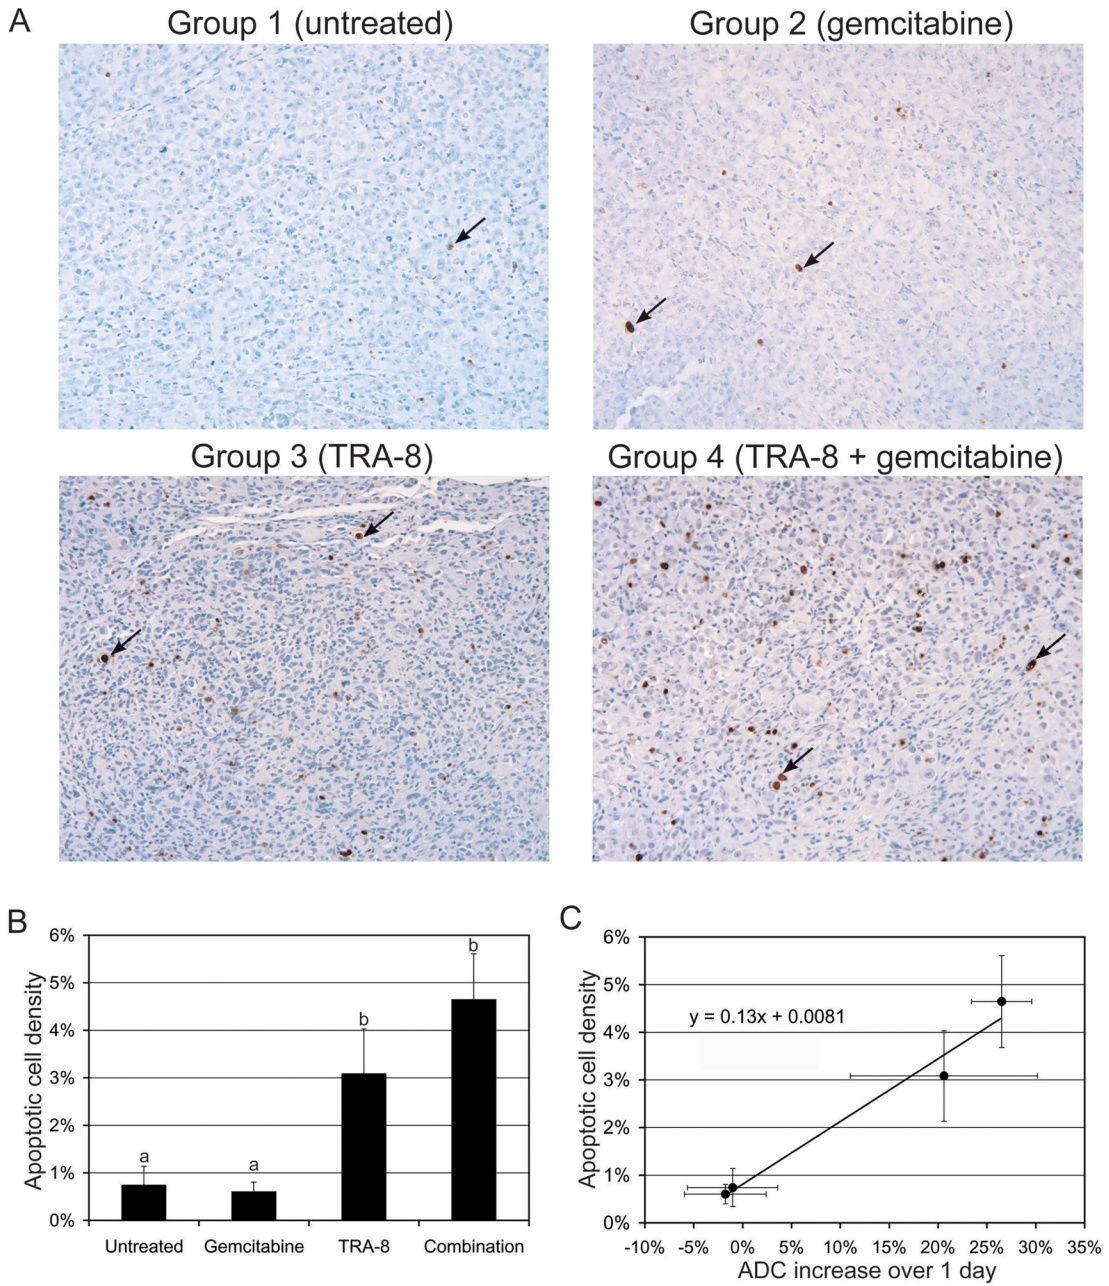 A
Group 1 (untreated)
Group 2 (gemcitabine)
Group 3 (TRA-8)
Group 4 (TRA-8 + gemcitabine)
B
Apoptotic cell density
6%
5%
4%
3%
2%
1%
0%
a
a
b
b
Untreated
Gemcitabine
TRA-8
Combination
C
Apoptotic cell density
6%
5%
4%
3%
2%
1%
0%
y = 0.13x + 0.0081
-10%
-5%
0%
5%
10%
15%
20%
25%
30%
35%
ADC increase over 1 day